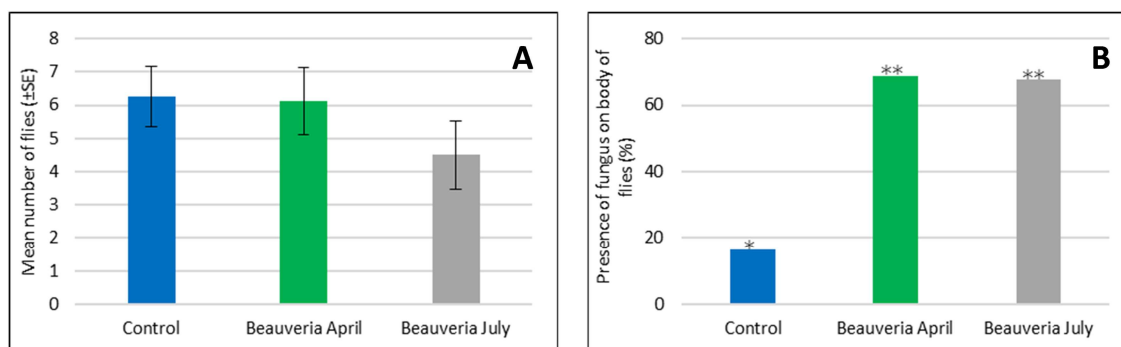 A
Mean number of flies (±SE)
8
7
6
5
4
3
2
1
0
Control
Beauveria April
Beauveria July
B
Presence of fungus on body of
flies (%)
80
60
40
20
0
*
**
**
Control
Beauveria April
Beauveria July